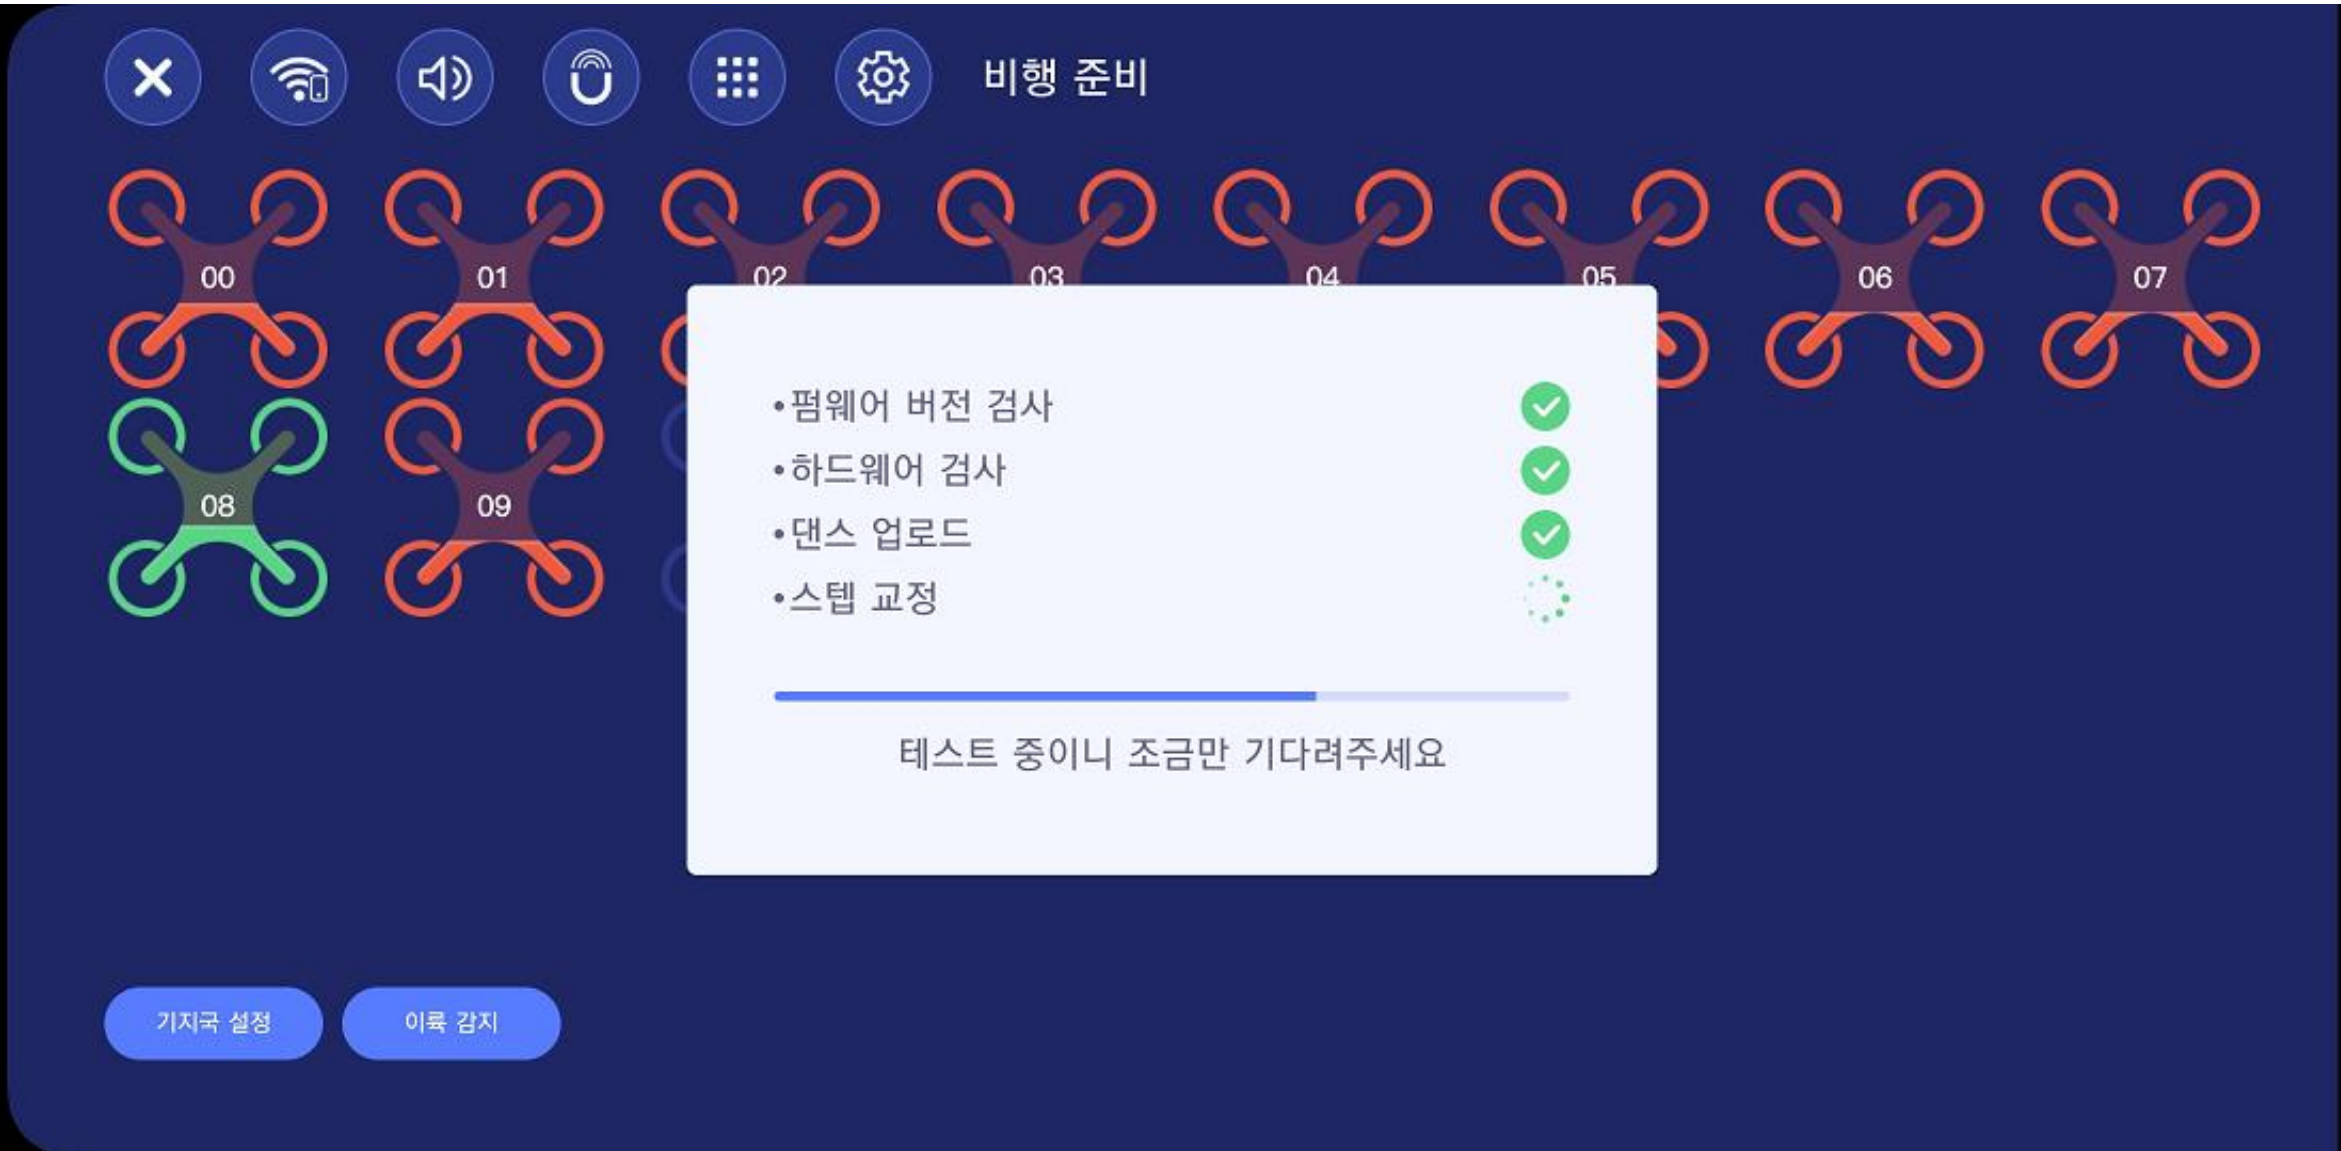 비행 준비
00
01
02
03
04
05
06
07
08
09
•펌웨어 버전 검사
•하드웨어 검사
•댄스 업로드
•스텝 교정
테스트 중이니 조금만 기다려주세요
기지국 설정
이륙 감지